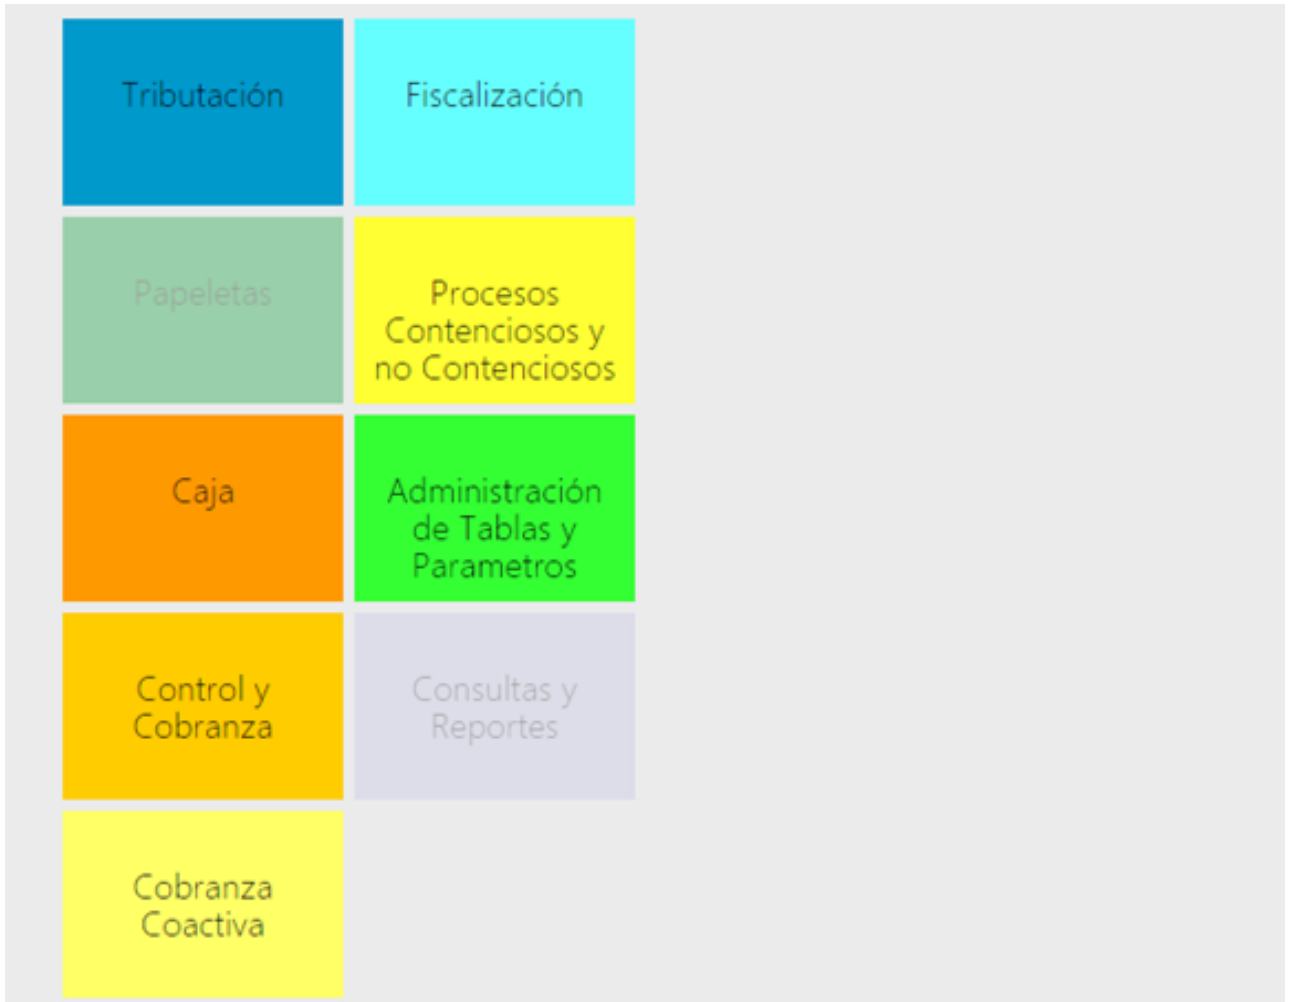 Tributación
Fiscalización
Papeletas
Procesos
Contenciosos y
no Contenciosos
Caja
Administración
de Tablas y
Parametros
Control y
Cobranza
Consultas y
Reportes
Cobranza
Coactiva